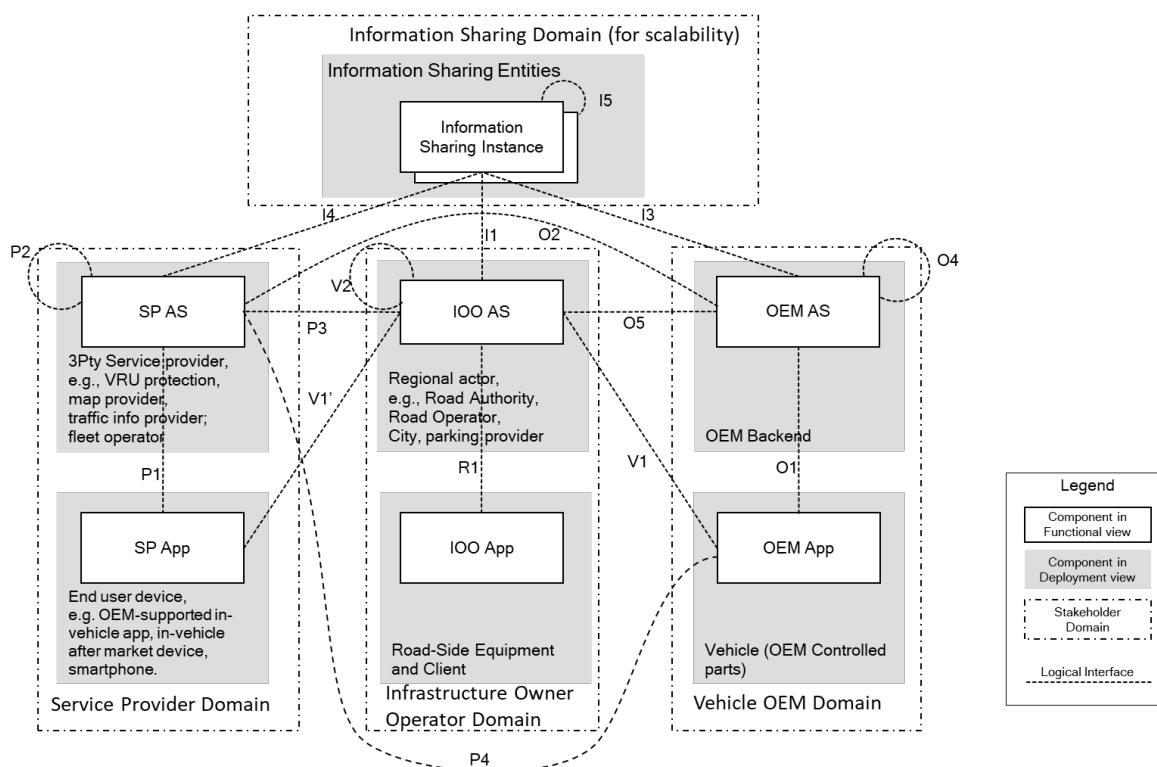 Information Sharing Domain (for scalability)
Information Sharing Entities
I5
Information
Sharing Instance
I4
I1
O2
I3
P2
V2
O4
SP AS
IOO AS
OEM AS
P3
O5
3Pty Service provider,
e.g., VRU protection,
map provider,
traffic info provider;
fleet operator
V1’
Regional actor,
e.g., Road Authority,
Road Operator,
City, parking provider
OEM Backend
P1
R1
V1
O1
SP App
IOO App
OEM App
End user device,
e.g. OEM-supported in-
vehicle app, in-vehicle
after market device,
smartphone.
Road-Side Equipment
and Client
Vehicle (OEM Controlled
parts)
Service Provider Domain
Infrastructure Owner
Operator Domain
Vehicle OEM Domain
P4
Legend
Component in
Functional view
Component in
Deployment view
Stakeholder
Domain
Logical Interface